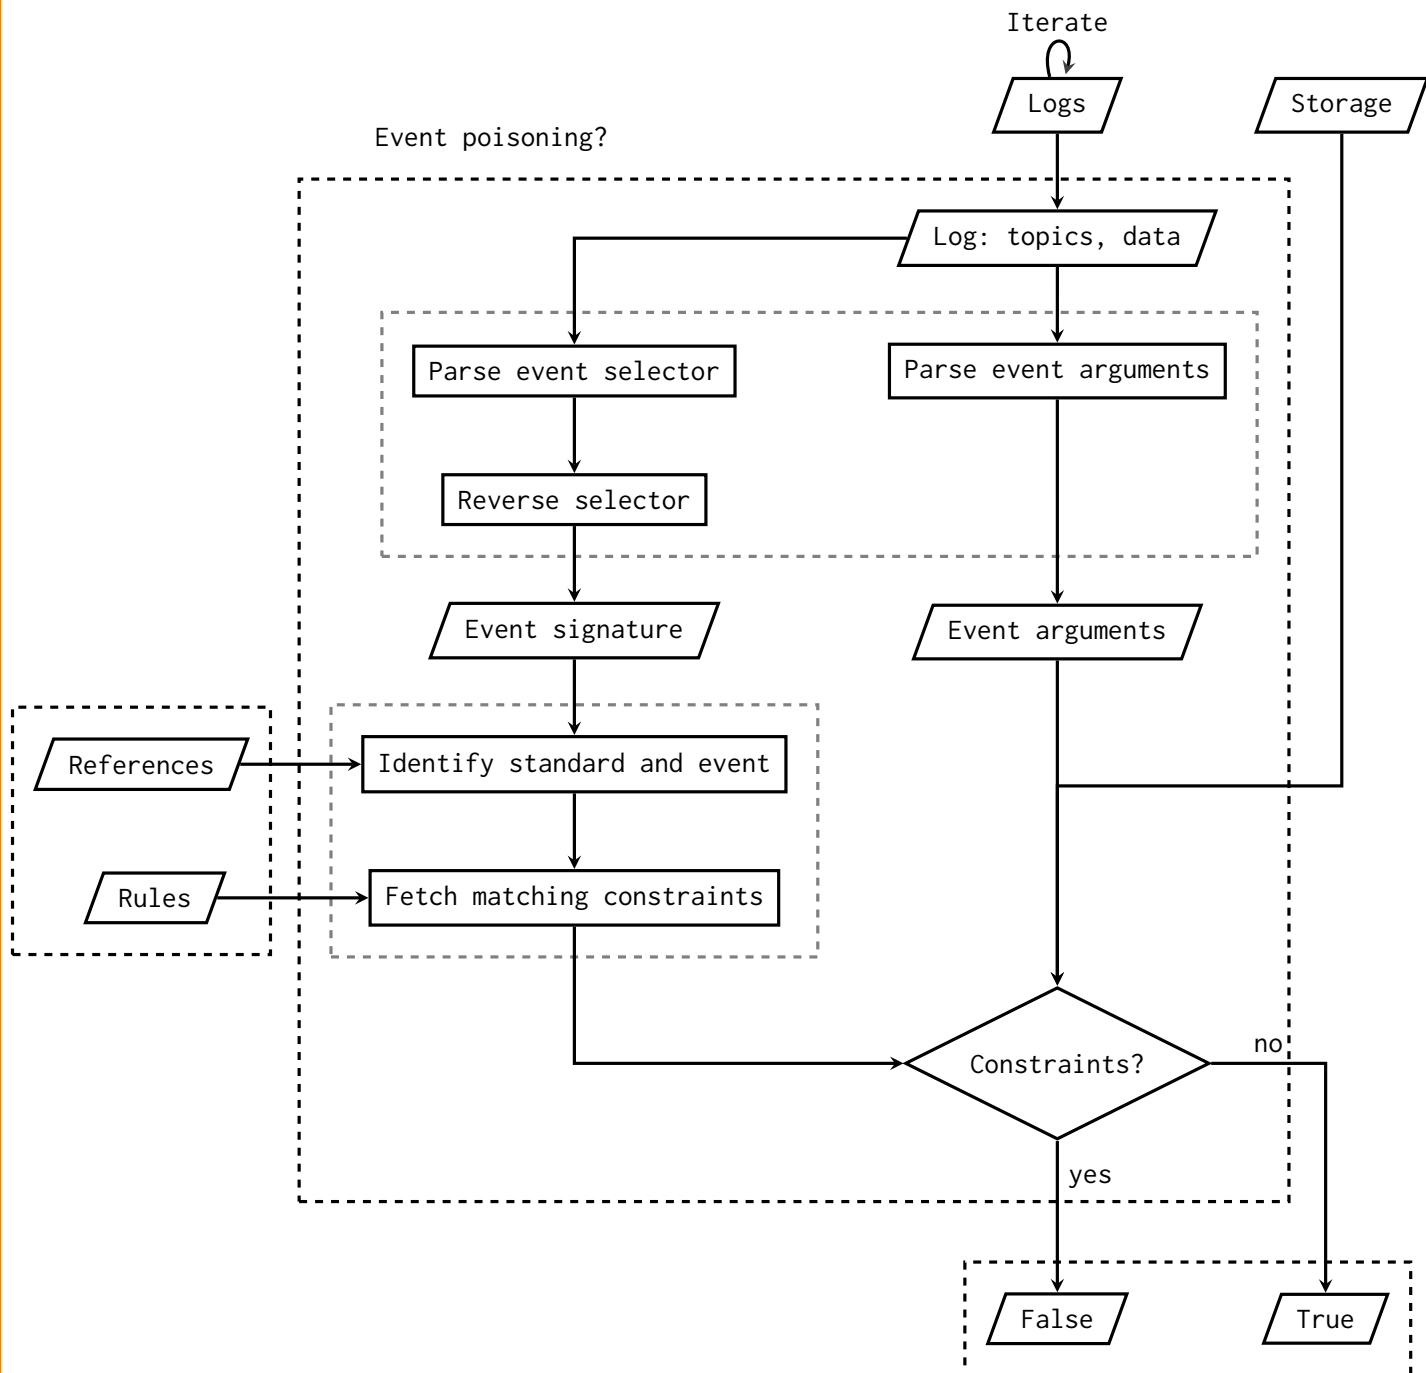 Iterate
Logs
Storage
Event poisoning?
Log: topics, data
Parse event selector
Parse event arguments
Reverse selector
Event signature
Event arguments
References
Identify standard and event
Rules
Fetch matching constraints
Constraints?
no
yes
False
True